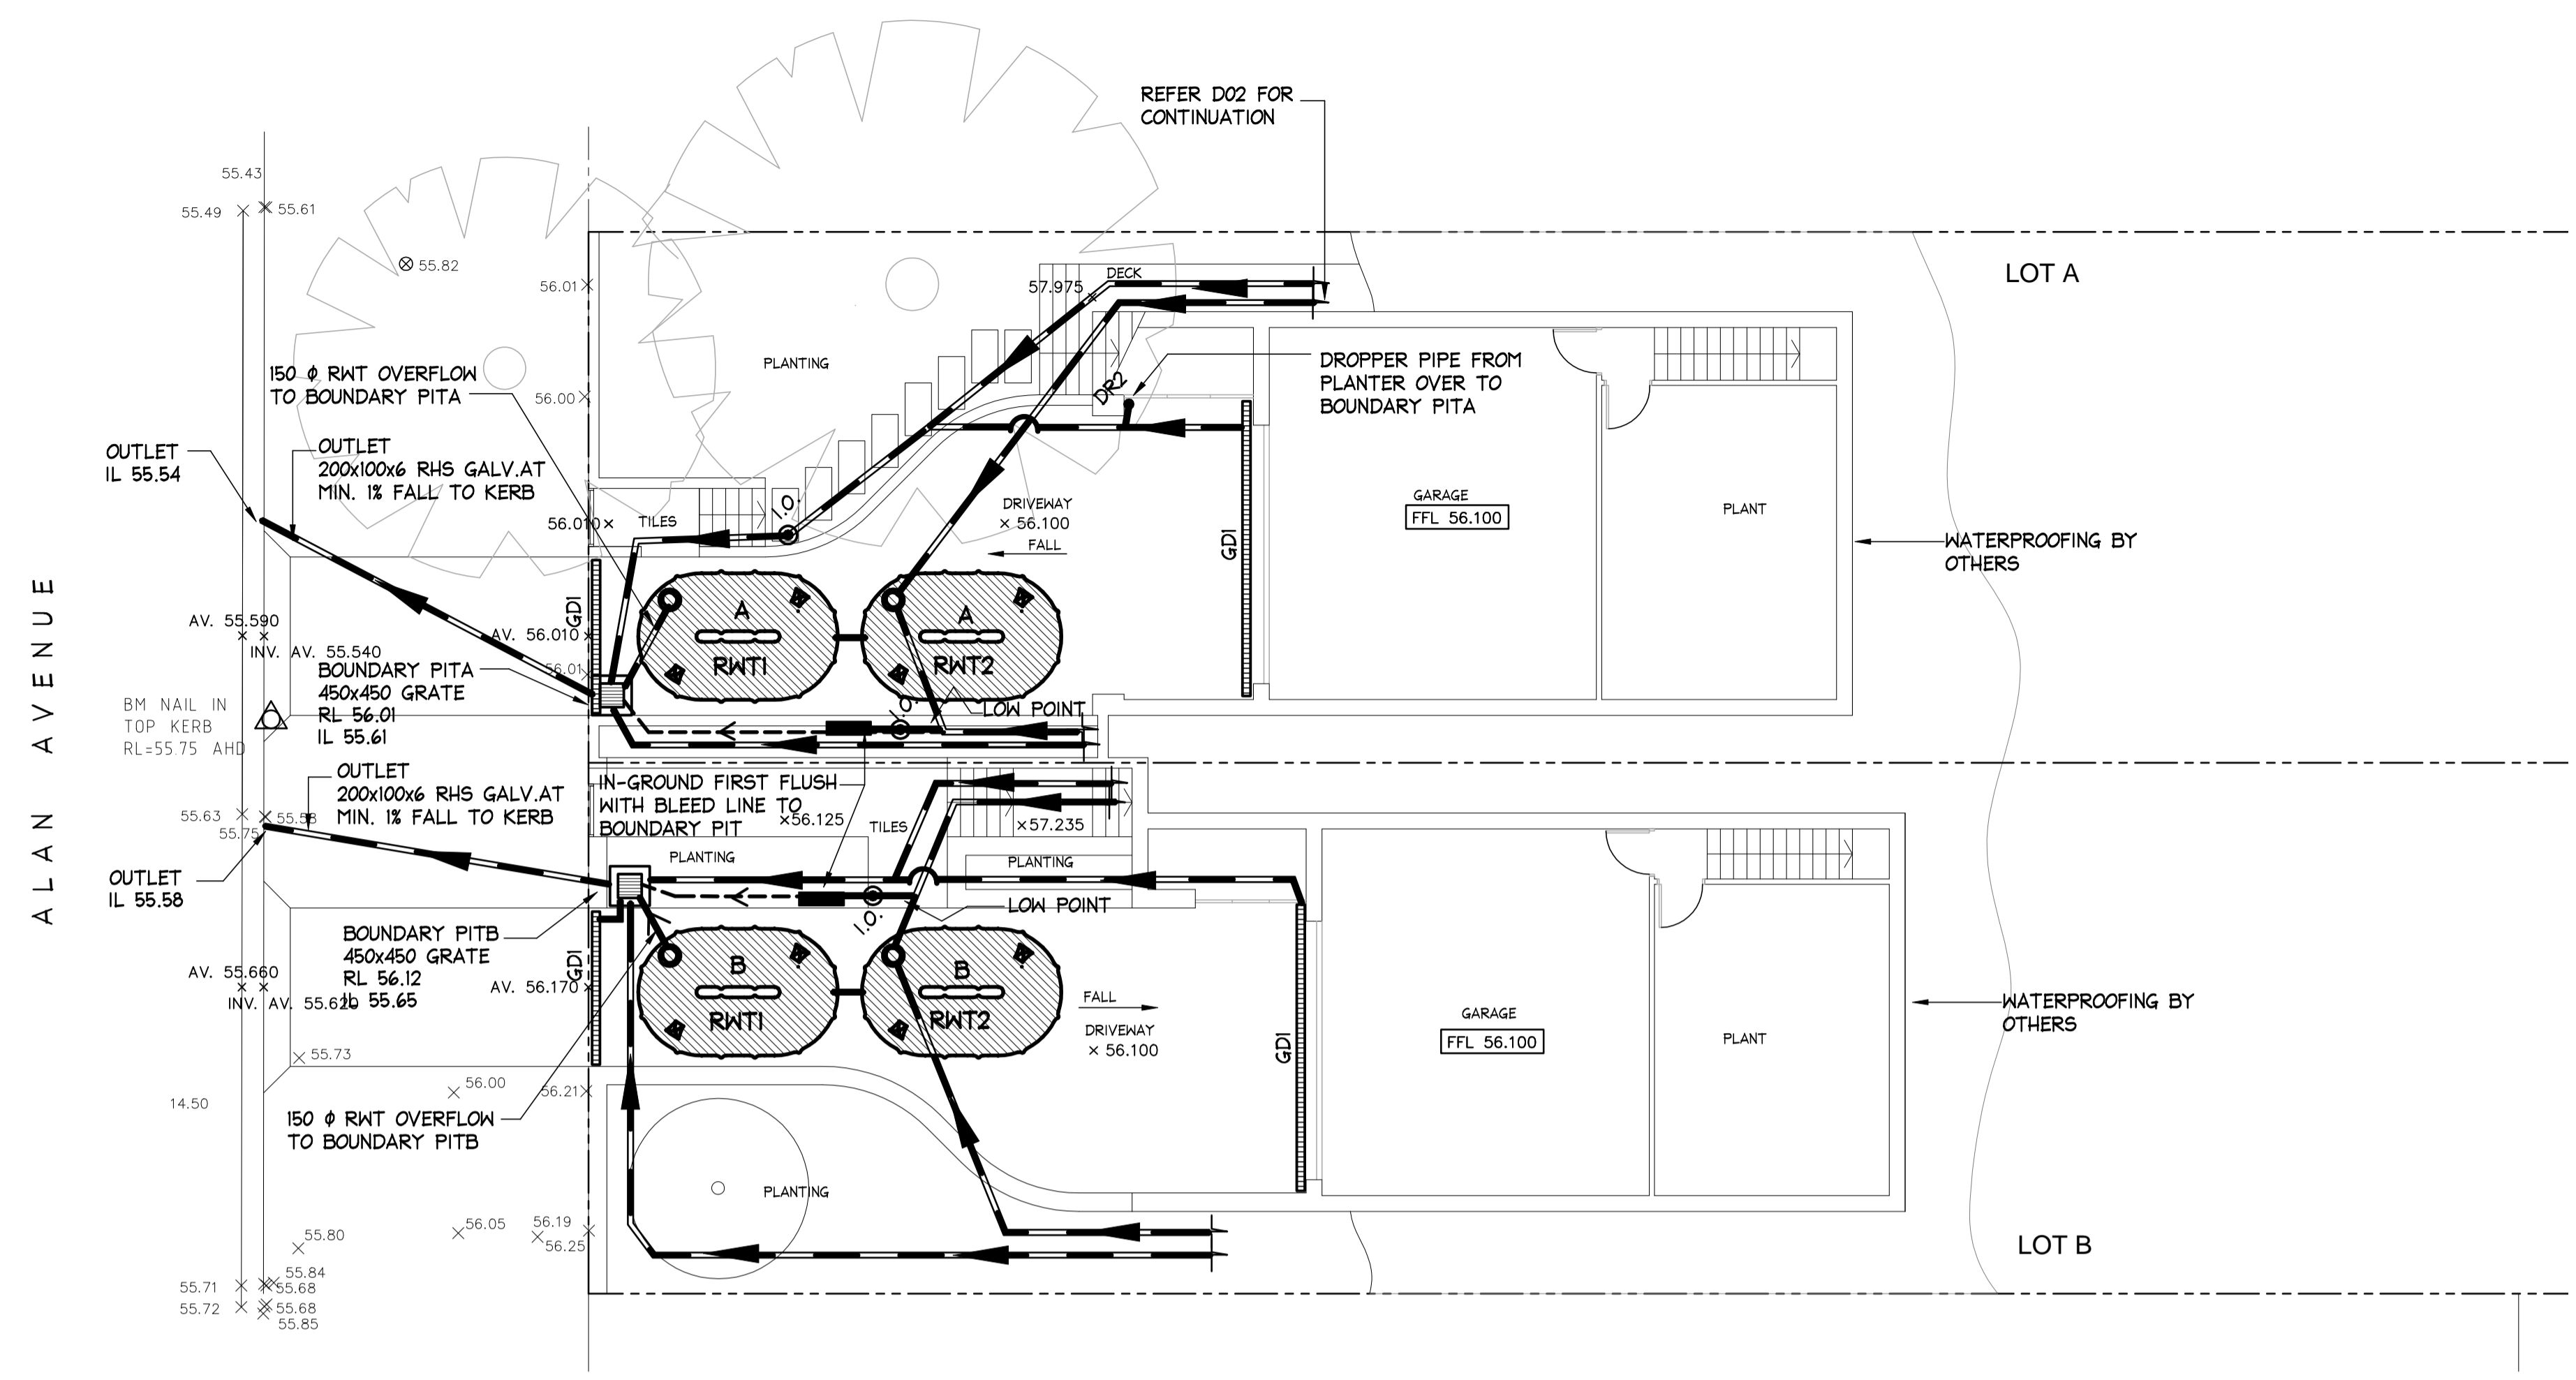 REFER D02 FOR
CONTINUATION
55.43
55.49
55.61
55.82
56.01
DECK
57.975
LOT A
150 φ RWT OVERFLOW
TO BOUNDARY PITA
56.00
PLANTING
DR2
DROPPER PIPE FROM
PLANTER OVER TO
BOUNDARY PITA
OUTLET
IL 55.54
OUTLET
200x100x6 RHS GALV.AT
MIN. 1% FALL TO KERB
56.010
TILES
I.O.
DRIVEWAY
56.100
FALL
GD1
GARAGE
FFL 56.100
PLANT
WATERPROOFING BY
OTHERS
ALAN AVENUE
AV. 55.590
INV. AV. 55.540
GD1
AV. 56.010
56.01
A
RWT1
A
RWT2
BOUNDARY PITA
450x450 GRATE
RL 56.01
IL 55.61
BM NAIL IN
TOP KERB
RL=55.75 AHD
I.O.
LOW POINT
OUTLET
200x100x6 RHS GALV.AT
MIN. 1% FALL TO KERB
IN-GROUND FIRST FLUSH
WITH BLEED LINE TO
BOUNDARY PIT
56.125
TILES
57.235
55.63
55.58
55.75
PLANTING
PLANTING
OUTLET
IL 55.58
I.O.
LOW POINT
BOUNDARY PITB
450x450 GRATE
RL 56.12
IL 55.65
AV. 55.660
INV. AV. 55.620
GD1
AV. 56.170
B
RWT1
B
RWT2
FALL
DRIVEWAY
56.100
GD1
GARAGE
FFL 56.100
PLANT
WATERPROOFING BY
OTHERS
55.73
56.00
56.21
14.50
150 φ RWT OVERFLOW
TO BOUNDARY PITB
PLANTING
55.80
56.05
56.19
56.25
LOT B
55.84
55.71
55.68
55.72
55.68
55.85